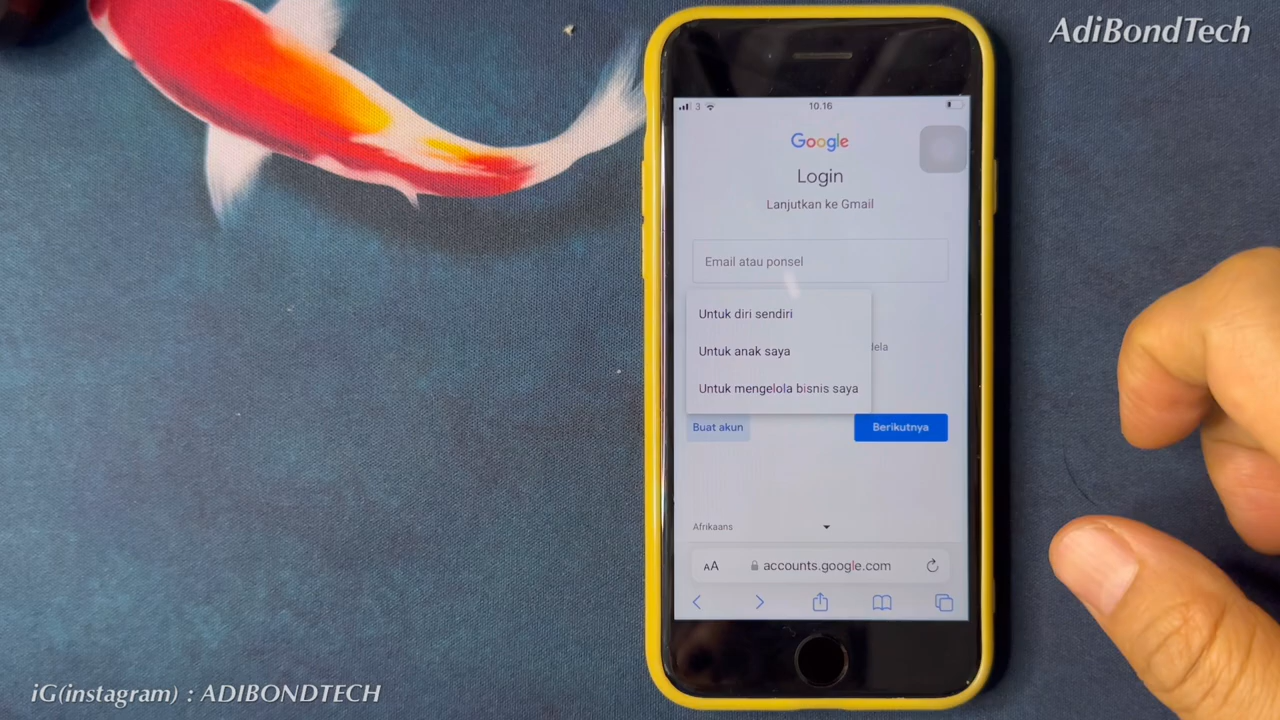 AdiBondTech
3 10.16
Google
Login
Lanjutkan ke Gmail
Email atau ponsel
Untuk diri sendiri
Untuk anak saya
Untuk mengelola bisnis saya
Buat akun
Berikutnya
Afrikaans
AA accounts.google.com
iG(instagram) : ADIBONDTECH